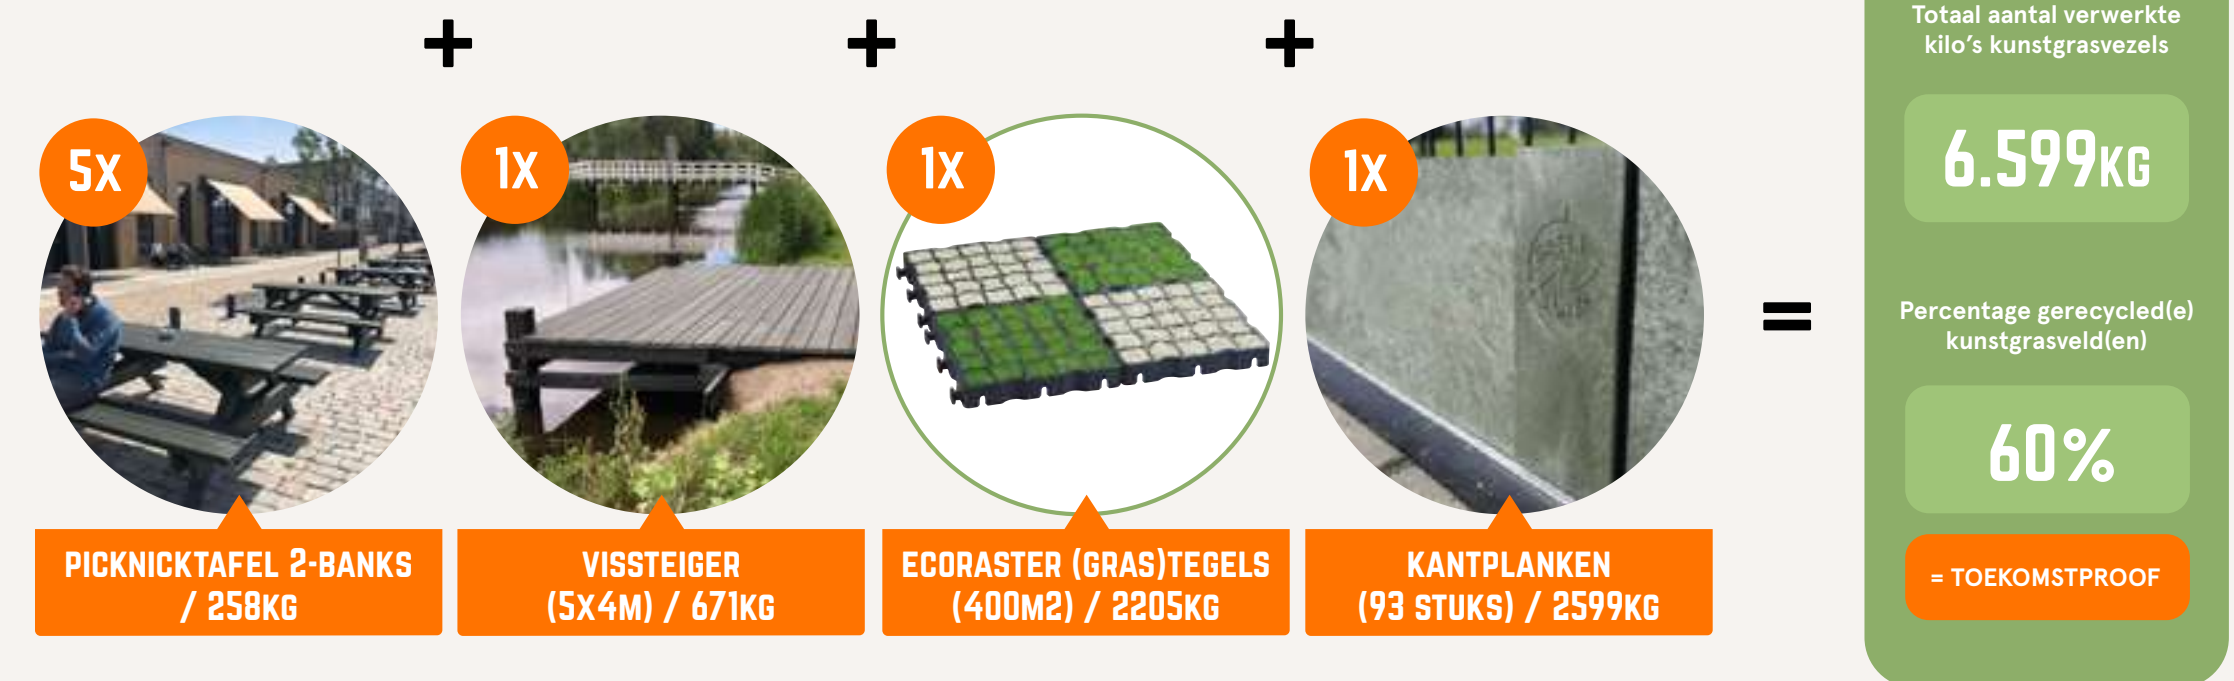 5X
PICKNICKTAFEL 2-BANKS
/ 258KG
1X
VISSTEIGER
(5X4M) / 671KG
1X
ECORASTER (GRAS)TEGELS
(400M2) / 2205KG
1X
KANTPLANKEN
(93 STUKS) / 2599KG
Totaal aantal verwerkte
kilo's kunstgrasvezels
6.599KG
Percentage gerecycled(e)
kunstgrasveld(en)
60%
= TOEKOMSTPROOF